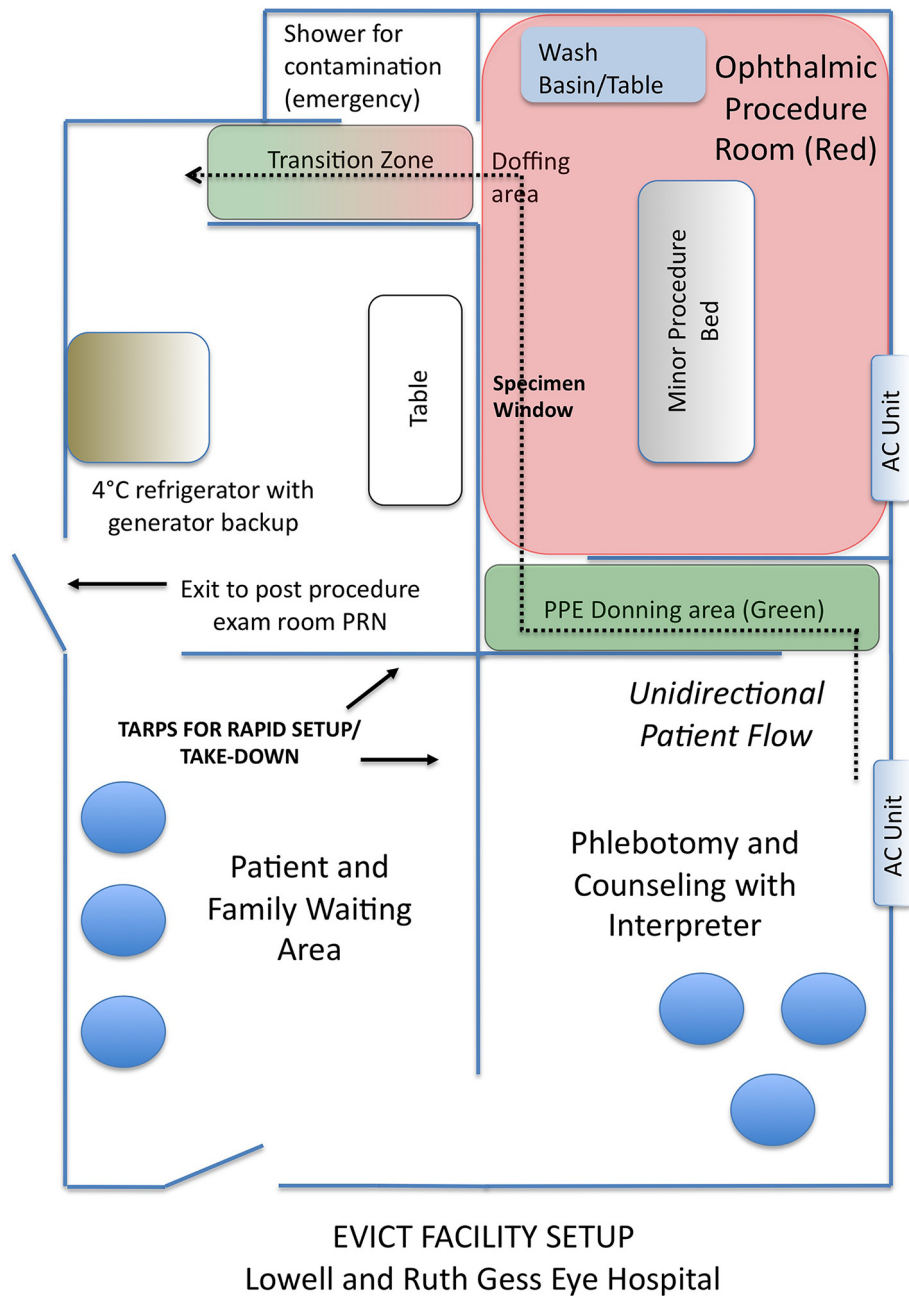 Shower for
contamination
(emergency)
Wash
Basin/Table
Ophthalmic
Procedure
Room (Red)
Transition Zone
Doffing
area
Minor Procedure
Bed
Table
Specimen
Window
AC Unit
4°C refrigerator with
generator backup
Exit to post procedure
exam room PRN
PPE Donning area (Green)
TARPS FOR RAPID SETUP/
TAKE-DOWN
Unidirectional
Patient Flow
AC Unit
Patient and
Family Waiting
Area
Phlebotomy and
Counseling with
Interpreter
EVICT FACILITY SETUP
Lowell and Ruth Gess Eye Hospital